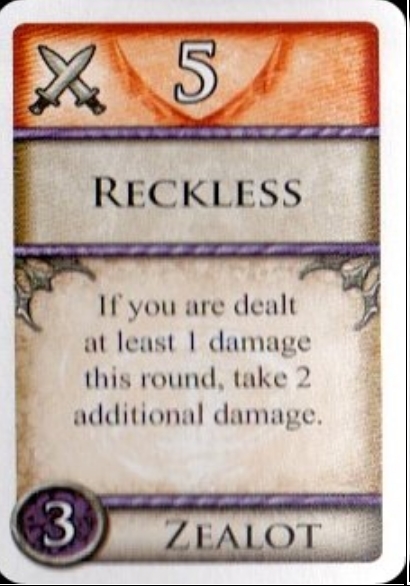 5
RECKLESS
If you are dealt
at least 1 damage
this round, take 2
additional damage.
3
ZEALOT